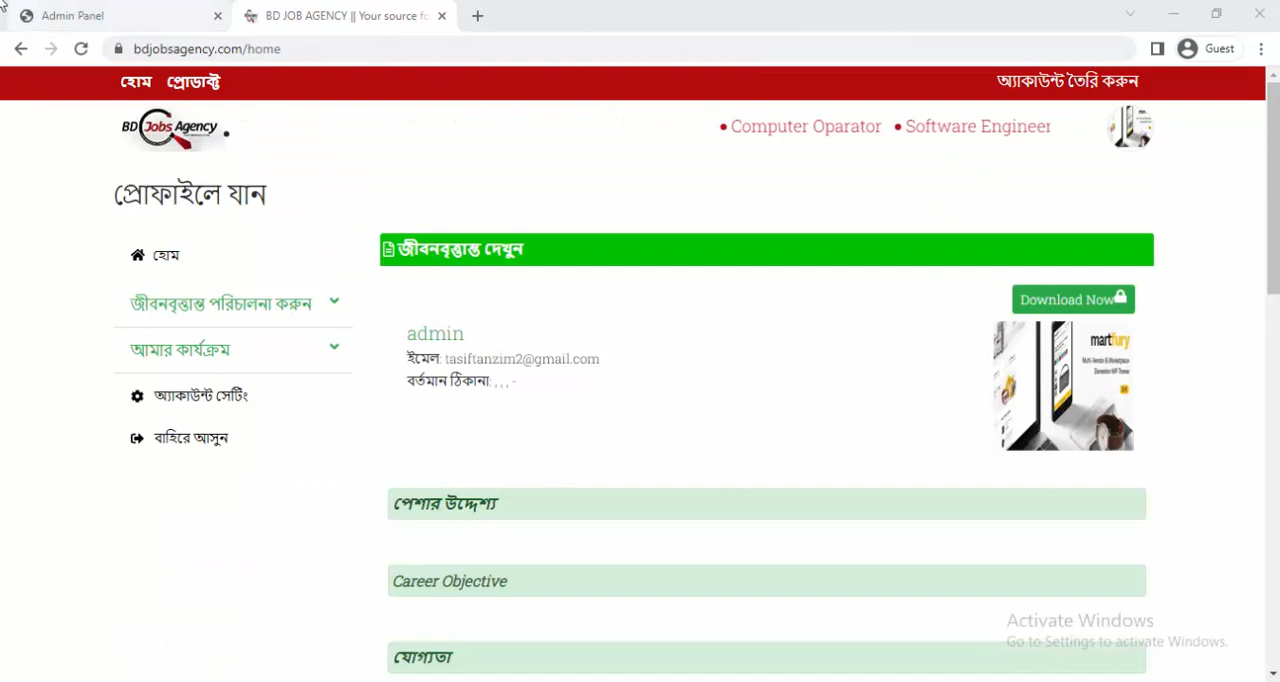 Admin Panel
BD JOB AGENCY || Your source fo
bdjobsagency.com/home
Guest
হোম প্রোডাক্ট
অ্যাকাউন্ট তৈরি করুন
BD Jobs Agency
• Computer Oparator • Software Engineer
প্রোফাইলে যান
হোম
জীবনবৃত্তান্ত দেখুন
জীবনবৃত্তান্ত পরিচালনা করুন
Download Now
admin
ইমেল: tasiftanzim2@gmail.com
martfury
আমার কার্যক্রম
বর্তমান ঠিকানা: , , , -
অ্যাকাউন্ট সেটিং
বাহিরে আসুন
পেশার উদ্দেশ্য
Career Objective
যোগ্যতা
Activate Windows
Go to Settings to activate Windows.